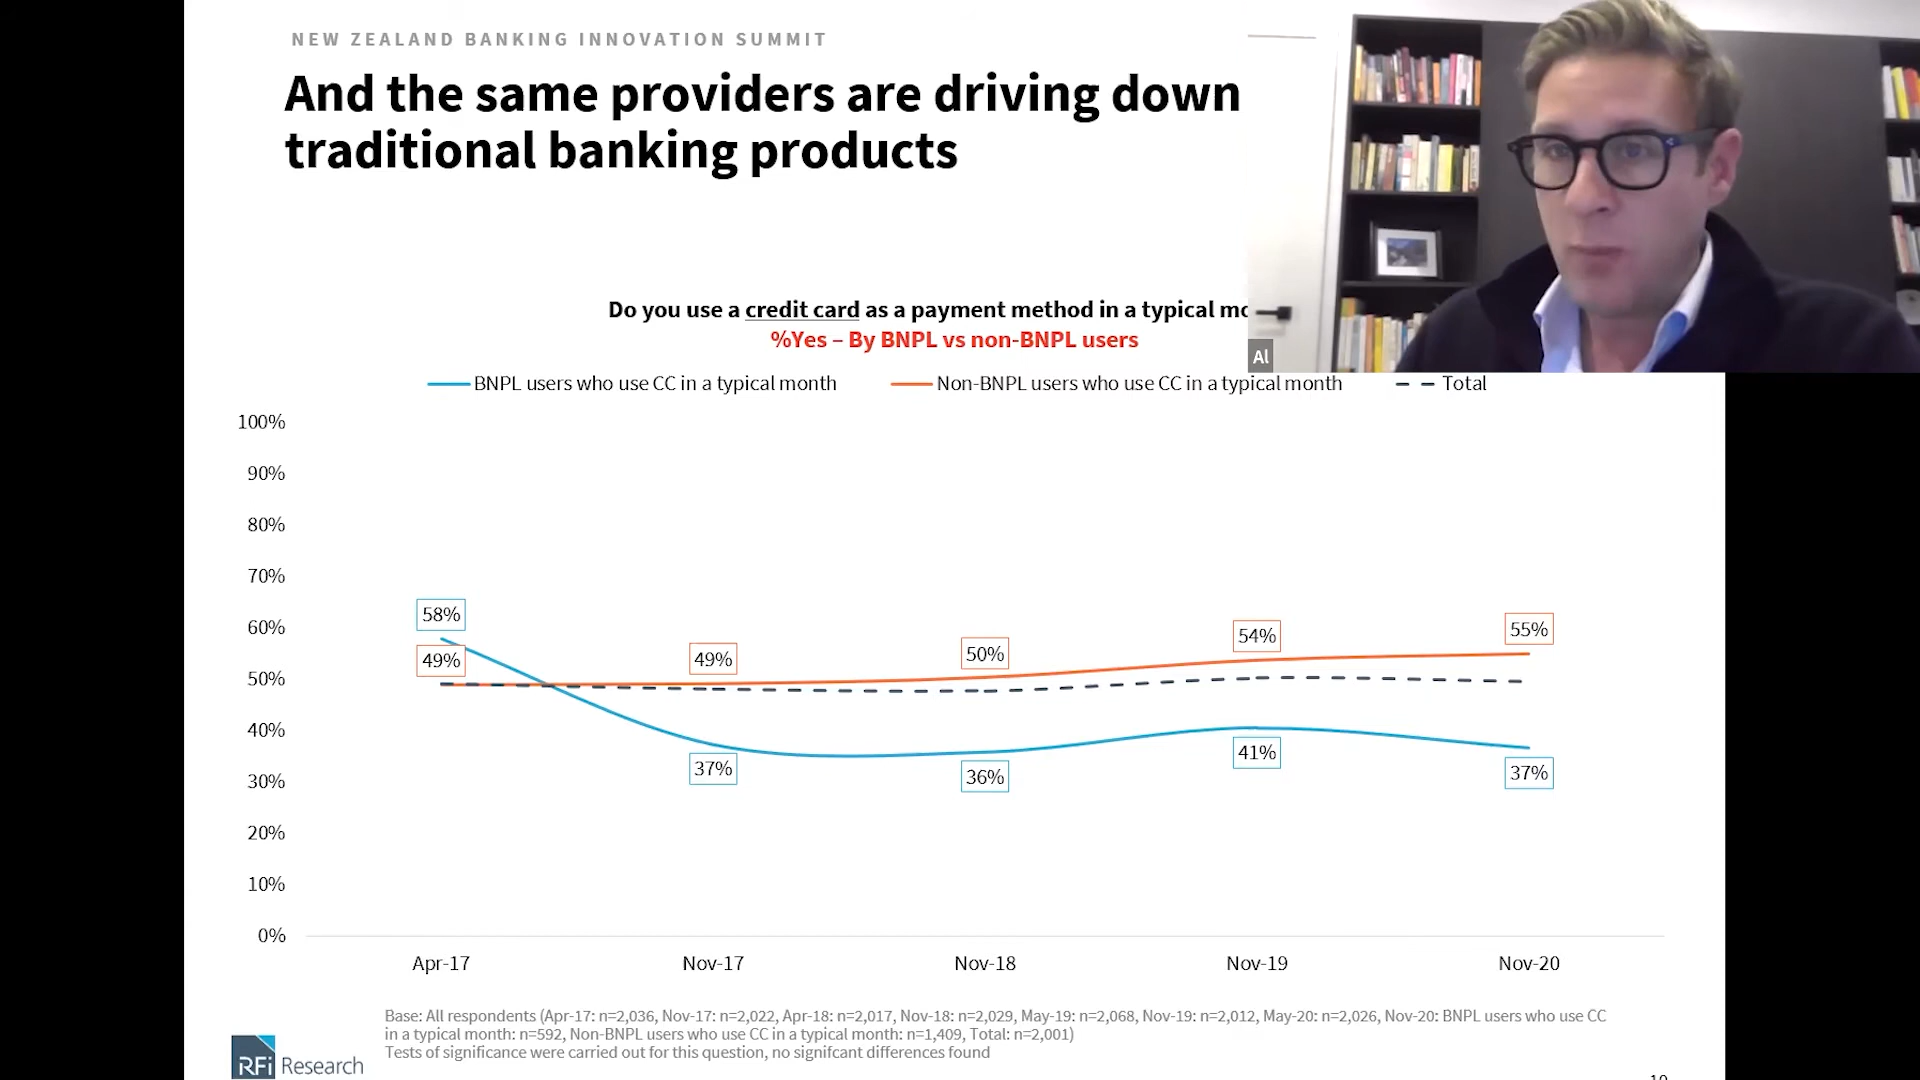 NEW ZEALAND BANKING INNOVATION SUMMIT
And the same providers are driving down
traditional banking products
Do you use a credit card as a payment method in a typical mo
%Yes – By BNPL vs non-BNPL users
Al
BNPL users who use CC in a typical month Non-BNPL users who use CC in a typical month Total
100%
90%
80%
70%
60%
50%
40%
30%
20%
10%
0%
58%
49% 49% 50% 54% 55%
37% 36% 41% 37%
Apr-17 Nov-17 Nov-18 Nov-19 Nov-20
Base: All respondents (Apr-17: n=2,036, Nov-17: n=2,022, Apr-18: n=2,017, Nov-18: n=2,029, May-19: n=2,068, Nov-19: n=2,012, May-20: n=2,026, Nov-20: BNPL users who use CC
in a typical month: n=592, Non-BNPL users who use CC in a typical month: n=1,409, Total: n=2,001)
Tests of significance were carried out for this question, no signifcant differences found
RFi Research